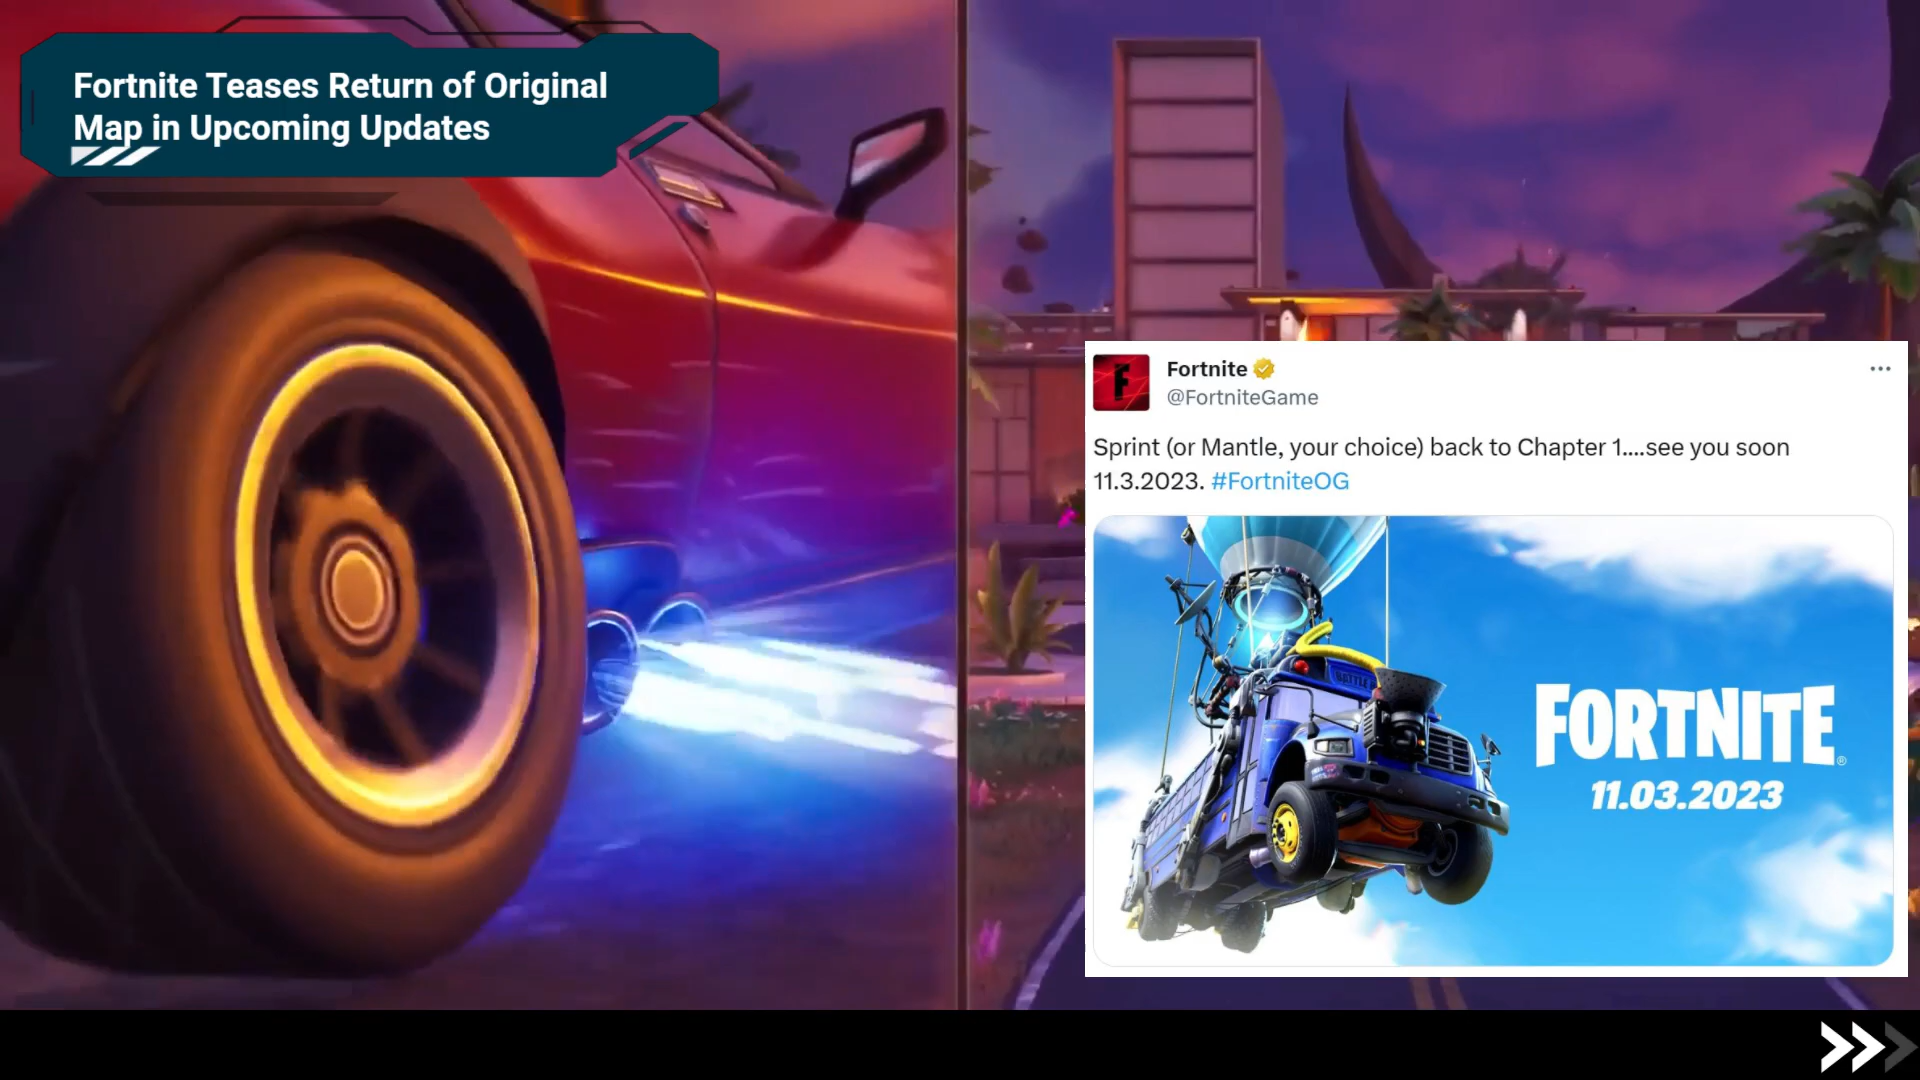 Fortnite Teases Return of Original
Map in Upcoming Updates
F
Fortnite
@FortniteGame
Sprint (or Mantle, your choice) back to Chapter 1....see you soon
11.3.2023. #FortniteOG
BATTLE
FORTNITE®
11.03.2023